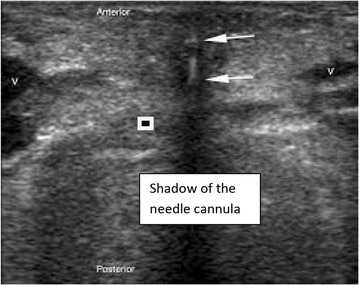 Anterior
V
V
Shadow of the
needle cannula
Posterior